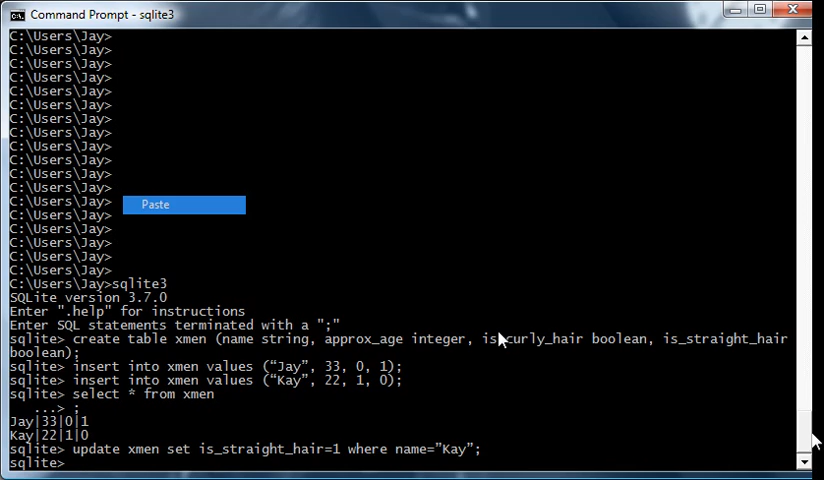 Command Prompt - sqlite3
C:\Users\Jay>
C:\Users\Jay>
C:\Users\Jay>
C:\Users\Jay>
C:\Users\Jay>
C:\Users\Jay>
C:\Users\Jay>
C:\Users\Jay>
C:\Users\Jay>
C:\Users\Jay>
C:\Users\Jay>
C:\Users\Jay>
C:\Users\Jay> Paste
C:\Users\Jay>
C:\Users\Jay>
C:\Users\Jay>
C:\Users\Jay>
C:\Users\Jay>
C:\Users\Jay>sqlite3
SQLite version 3.7.0
Enter ".help" for instructions
Enter SQL statements terminated with a ";"
sqlite> create table xmen (name string, approx_age integer, is_curly_hair boolean, is_straight_hair
boolean);
sqlite> insert into xmen values (“Jay”, 33, 0, 1);
sqlite> insert into xmen values (“Kay”, 22, 1, 0);
sqlite> select * from xmen
...> ;
Jay|33|0|1
Kay|22|1|0
sqlite> update xmen set is_straight_hair=1 where name=”Kay”;
sqlite>